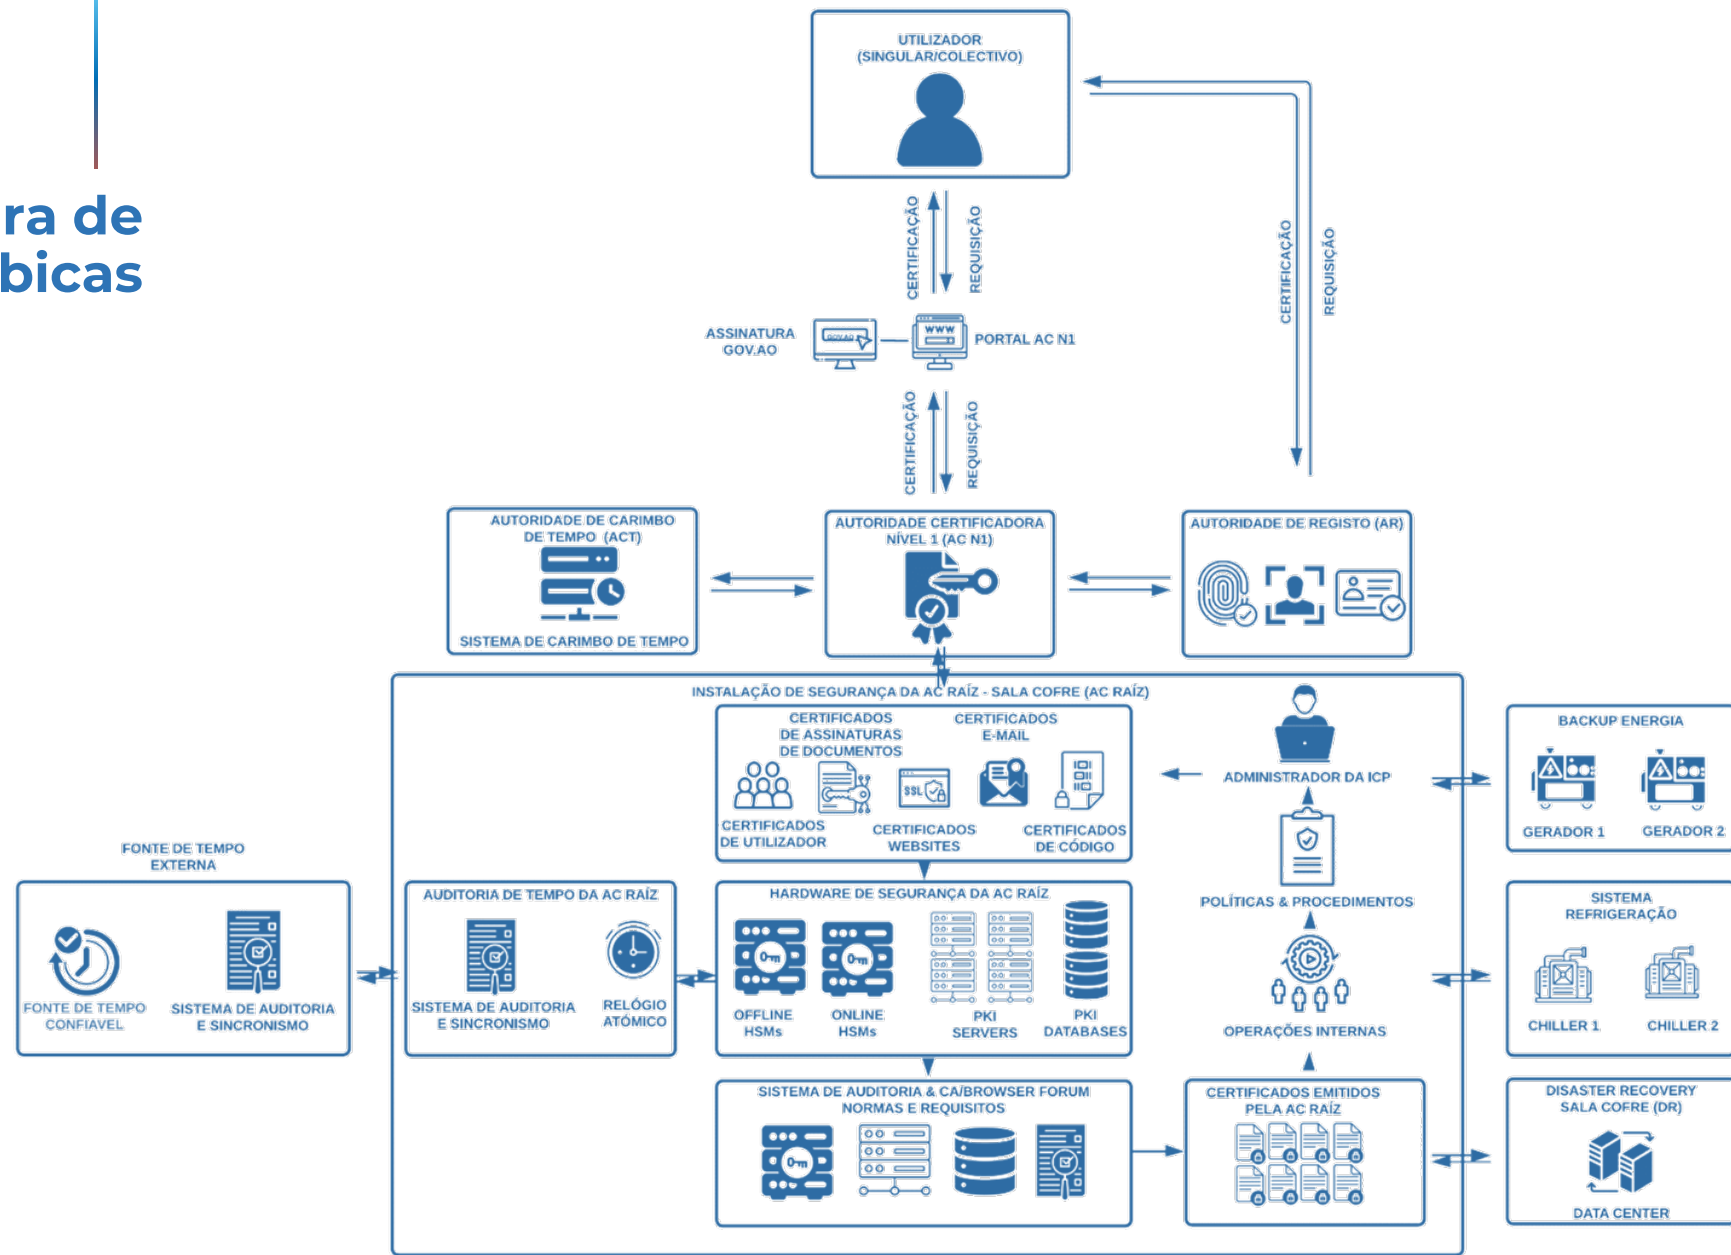 ra de
bicas
UTILIZADOR
(SINGULAR/COLECTIVO)
CERTIFICAÇÃO
REQUISIÇÃO
CERTIFICAÇÃO
REQUISIÇÃO
ASSINATURA
GOV.AO
GOV.AO
WWW
PORTAL AC N1
CERTIFICAÇÃO
REQUISIÇÃO
AUTORIDADE DE CARIMBO
DE TEMPO (ACT)
SISTEMA DE CARIMBO DE TEMPO
AUTORIDADE CERTIFICADORA
NÍVEL 1 (AC N1)
AUTORIDADE DE REGISTO (AR)
INSTALAÇÃO DE SEGURANÇA DA AC RAÍZ - SALA COFRE (AC RAÍZ)
CERTIFICADOS
DE ASSINATURAS
DE DOCUMENTOS
CERTIFICADOS
E-MAIL
SSL
CERTIFICADOS
DE UTILIZADOR
CERTIFICADOS
WEBSITES
CERTIFICADOS
DE CÓDIGO
ADMINISTRADOR DA ICP
POLÍTICAS & PROCEDIMENTOS
OPERAÇÕES INTERNAS
BACKUP ENERGIA
GERADOR 1
GERADOR 2
FONTE DE TEMPO
EXTERNA
FONTE DE TEMPO
CONFIAVEL
SISTEMA DE AUDITORIA
E SINCRONISMO
AUDITORIA DE TEMPO DA AC RAÍZ
SISTEMA DE AUDITORIA
E SINCRONISMO
RELÓGIO
ATÓMICO
HARDWARE DE SEGURANÇA DA AC RAÍZ
OFFLINE
HSMs
ONLINE
HSMs
PKI
SERVERS
PKI
DATABASES
SISTEMA
REFRIGERAÇÃO
CHILLER 1
CHILLER 2
SISTEMA DE AUDITORIA & CA/BROWSER FORUM
NORMAS E REQUISITOS
CERTIFICADOS EMITIDOS
PELA AC RAÍZ
DISASTER RECOVERY
SALA COFRE (DR)
DATA CENTER